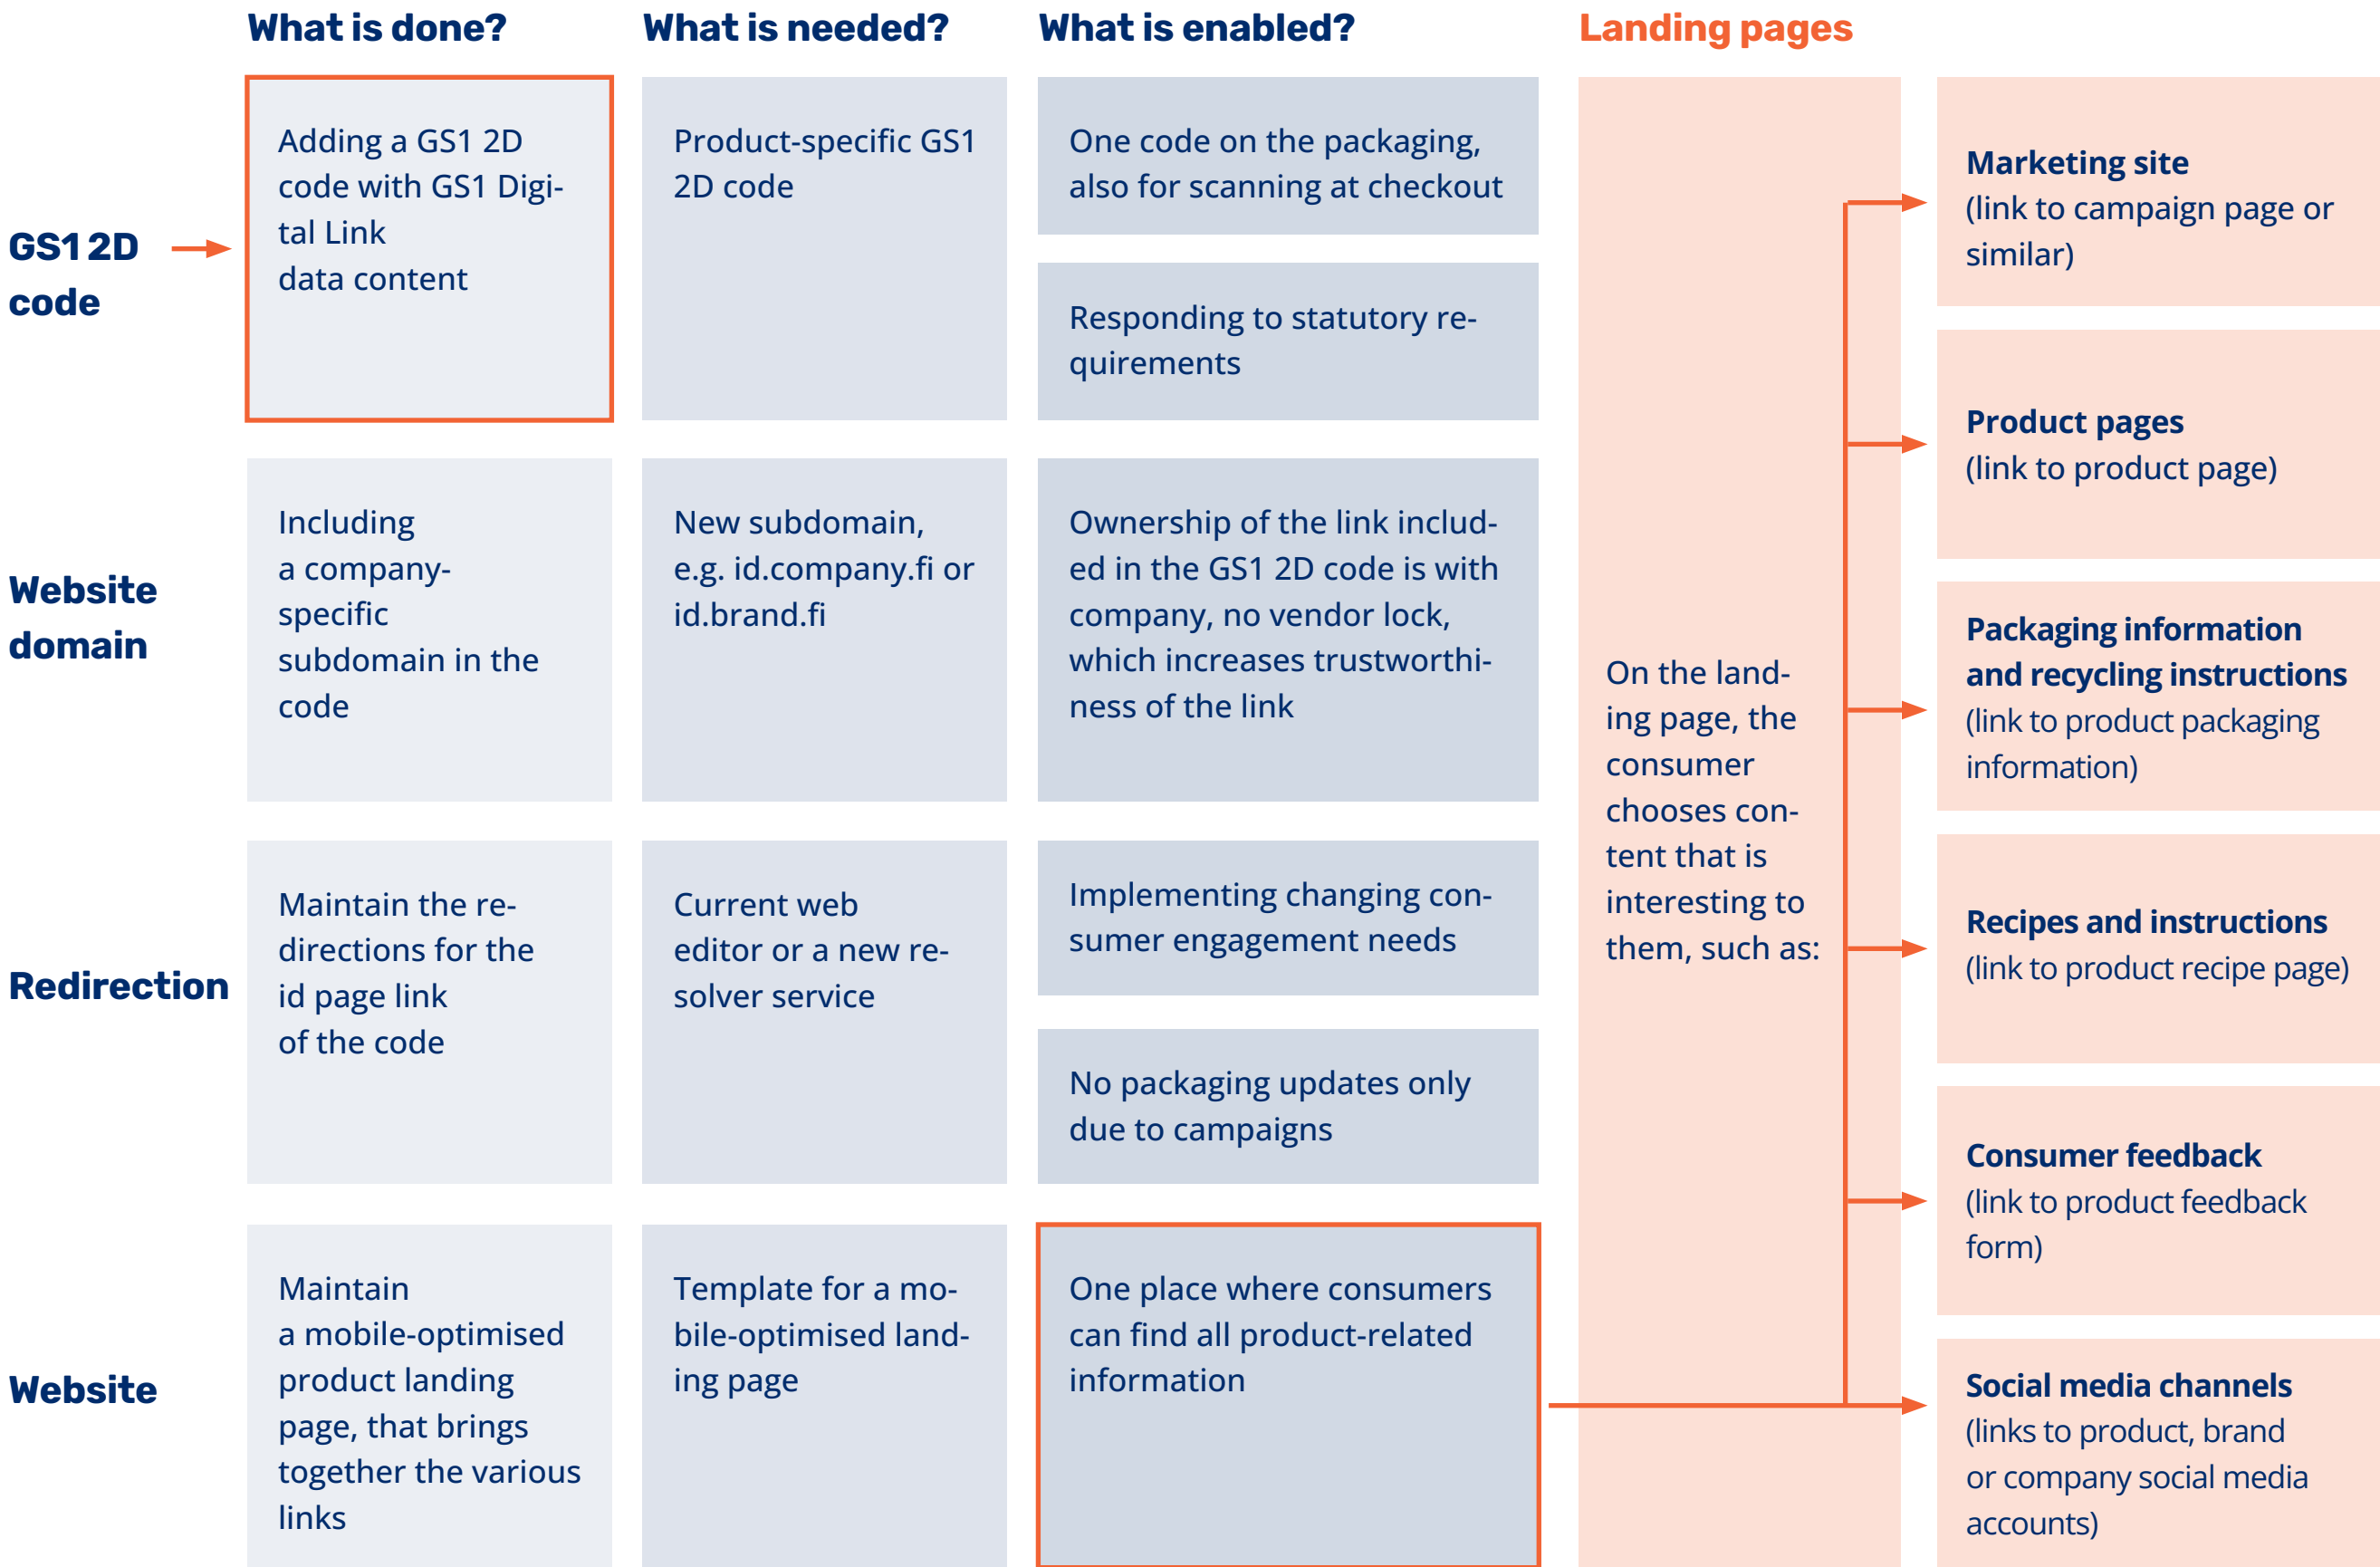 What is done?
What is needed?
What is enabled?
Landing pages
GS1 2D
code
Adding a GS1 2D
code with GS1 Digi-
tal Link
data content
Product-specific GS1
2D code
One code on the packaging,
also for scanning at checkout
Responding to statutory re-
quirements
Website
domain
Including
a company-
specific
subdomain in the
code
New subdomain,
e.g. id.company.fi or
id.brand.fi
Ownership of the link includ-
ed in the GS1 2D code is with
company, no vendor lock,
which increases trustworthi-
ness of the link
Redirection
Maintain the re-
directions for the
id page link
of the code
Current web
editor or a new re-
solver service
Implementing changing con-
sumer engagement needs
No packaging updates only
due to campaigns
Website
Maintain
a mobile-optimised
product landing
page, that brings
together the various
links
Template for a mo-
bile-optimised land-
ing page
One place where consumers
can find all product-related
information
On the land-
ing page, the
consumer
chooses con-
tent that is
interesting to
them, such as:
Marketing site
(link to campaign page or
similar)
Product pages
(link to product page)
Packaging information
and recycling instructions
(link to product packaging
information)
Recipes and instructions
(link to product recipe page)
Consumer feedback
(link to product feedback
form)
Social media channels
(links to product, brand
or company social media
accounts)